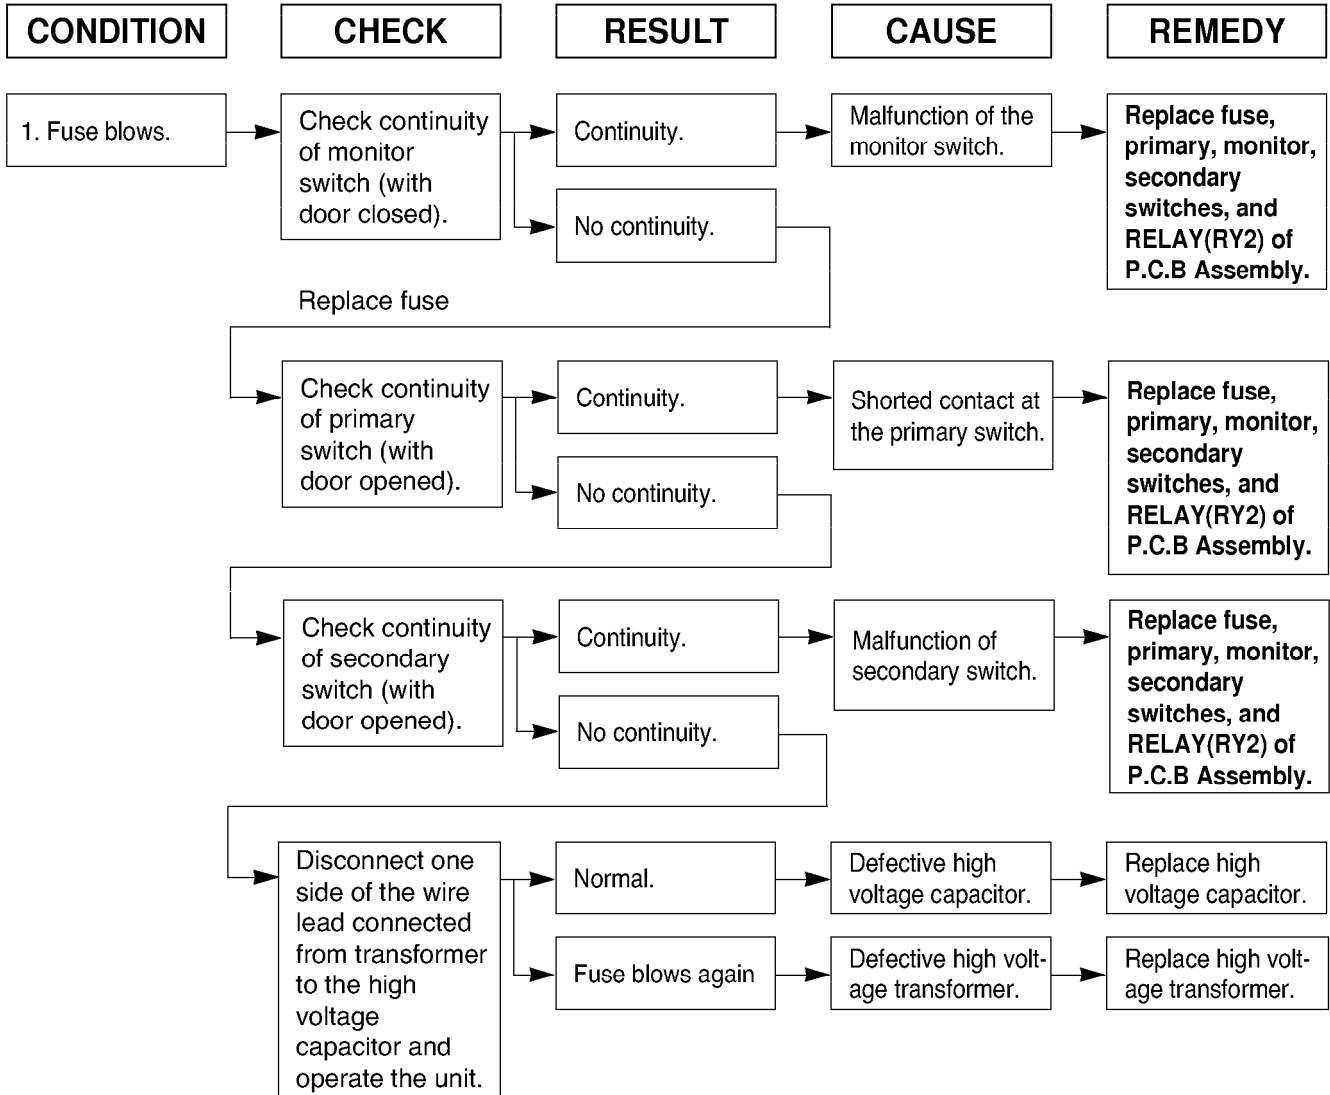 CONDITION
CHECK
RESULT
CAUSE
REMEDY
1. Fuse blows.
Check continuity
of monitor
switch (with
door closed).
Continuity.
Malfunction of the
monitor switch.
Replace fuse,
primary, monitor,
secondary
switches, and
RELAY(RY2) of
P.C.B Assembly.
No continuity.
Replace fuse
Check continuity
of primary
switch (with
door opened).
Continuity.
Shorted contact at
the primary switch.
Replace fuse,
primary, monitor,
secondary
switches, and
RELAY(RY2) of
P.C.B Assembly.
No continuity.
Check continuity
of secondary
switch (with
door opened).
Continuity.
Malfunction of
secondary switch.
Replace fuse,
primary, monitor,
secondary
switches, and
RELAY(RY2) of
P.C.B Assembly.
No continuity.
Disconnect one
side of the wire
lead connected
from transformer
to the high
voltage
capacitor and
operate the unit.
Normal.
Defective high
voltage capacitor.
Replace high
voltage capacitor.
Fuse blows again
Defective high volt-
age transformer.
Replace high volt-
age transformer.